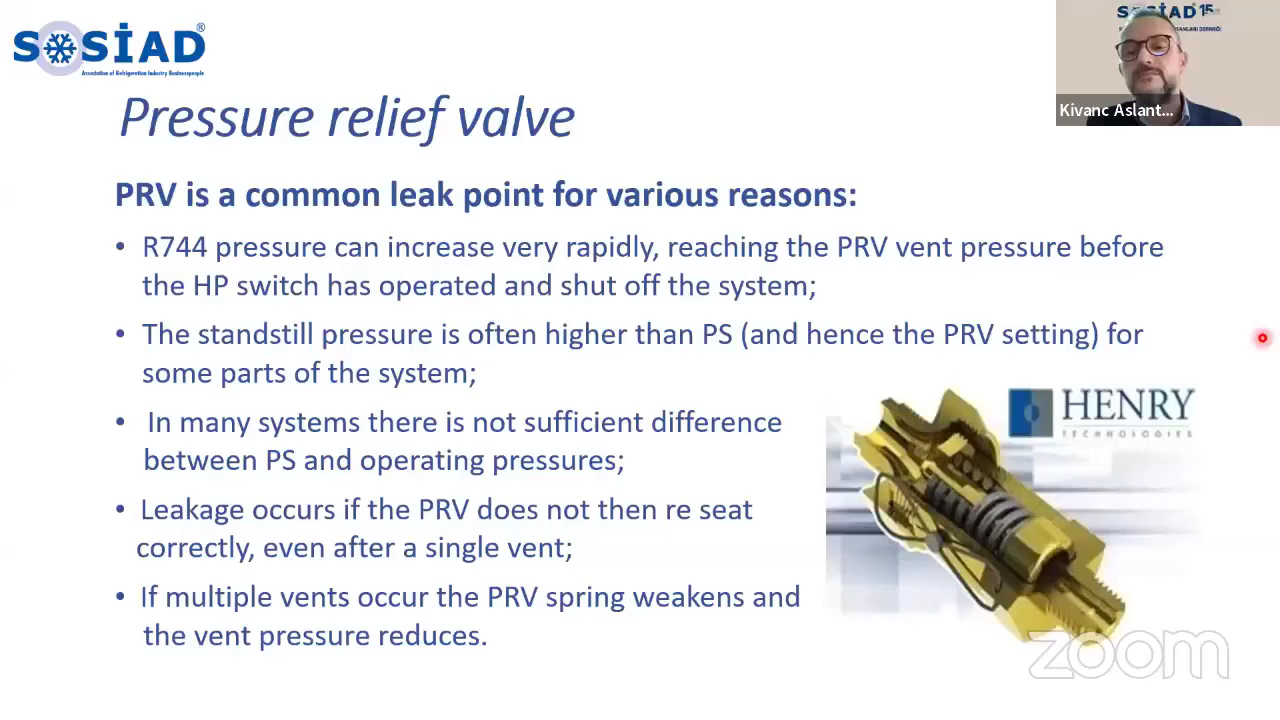 SOSİAD®
Association of Refrigeration Industry Businesspeople
SOSİAD 15
DERNEĞİ
Kivanc Aslant...
Pressure relief valve
PRV is a common leak point for various reasons:
• R744 pressure can increase very rapidly, reaching the PRV vent pressure before
the HP switch has operated and shut off the system;
• The standstill pressure is often higher than PS (and hence the PRV setting) for
some parts of the system;
• In many systems there is not sufficient difference
between PS and operating pressures;
• Leakage occurs if the PRV does not then re seat
correctly, even after a single vent;
• If multiple vents occur the PRV spring weakens and
the vent pressure reduces.
HENRY
TECHNOLOGIES
zoom